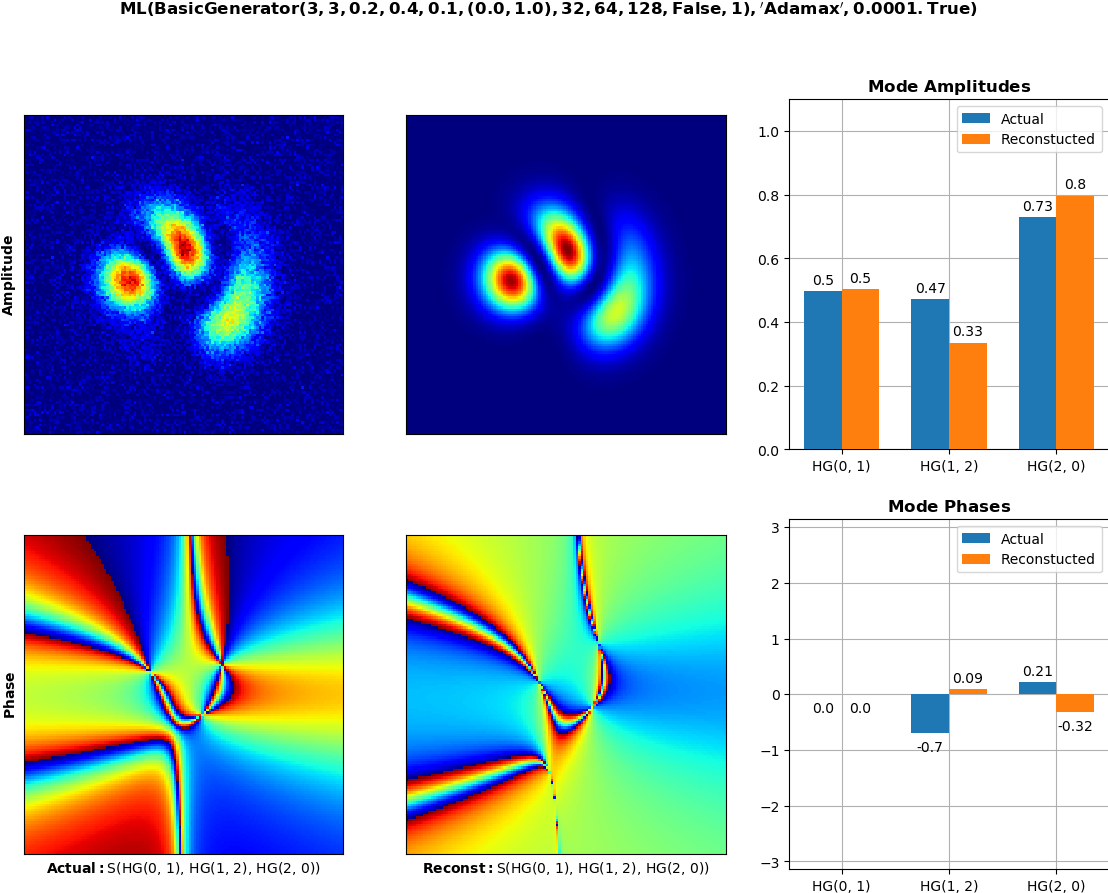 ML(BasicGenerator(3, 3, 0.2, 0.4, 0.1, (0.0, 1.0), 32, 64, 128, False, 1), ′Adamax′, 0.0001. True)
Amplitude
Mode Amplitudes
Actual
Reconstucted
1.0
0.8
0.6
0.4
0.2
0.0
0.5
0.5
0.47
0.33
0.73
0.8
HG(0, 1)
HG(1, 2)
HG(2, 0)
Phase
Actual: S(HG(0, 1), HG(1, 2), HG(2, 0))
Reconst: S(HG(0, 1), HG(1, 2), HG(2, 0))
Mode Phases
Actual
Reconstucted
3
2
1
0
−1
−2
−3
0.0
0.0
-0.7
0.09
0.21
-0.32
HG(0, 1)
HG(1, 2)
HG(2, 0)